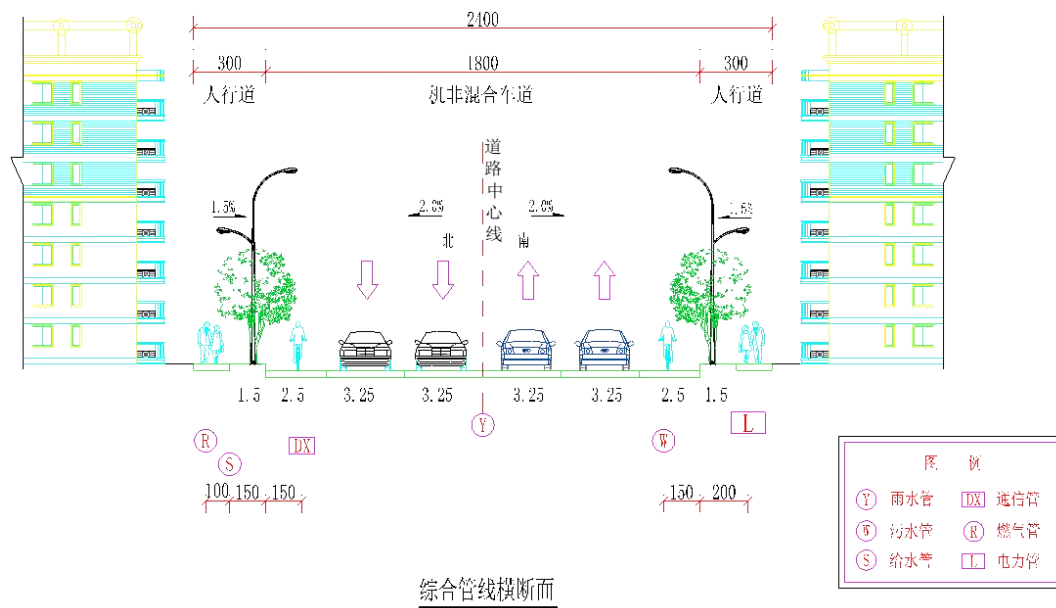 2400
300
1800
300
人行道
机非混合车道
人行道
道路中心线
1.5%
2.0%
2.0%
1.5%
北
南
1.5
2.5
3.25
3.25
3.25
3.25
2.5
1.5
Y
L
R
DX
W
S
100
150
150
150
200
图 例
Y 雨水管 DX 通信管
W 污水管 R 燃气管
S 给水管 L 电力管
综合管线横断面